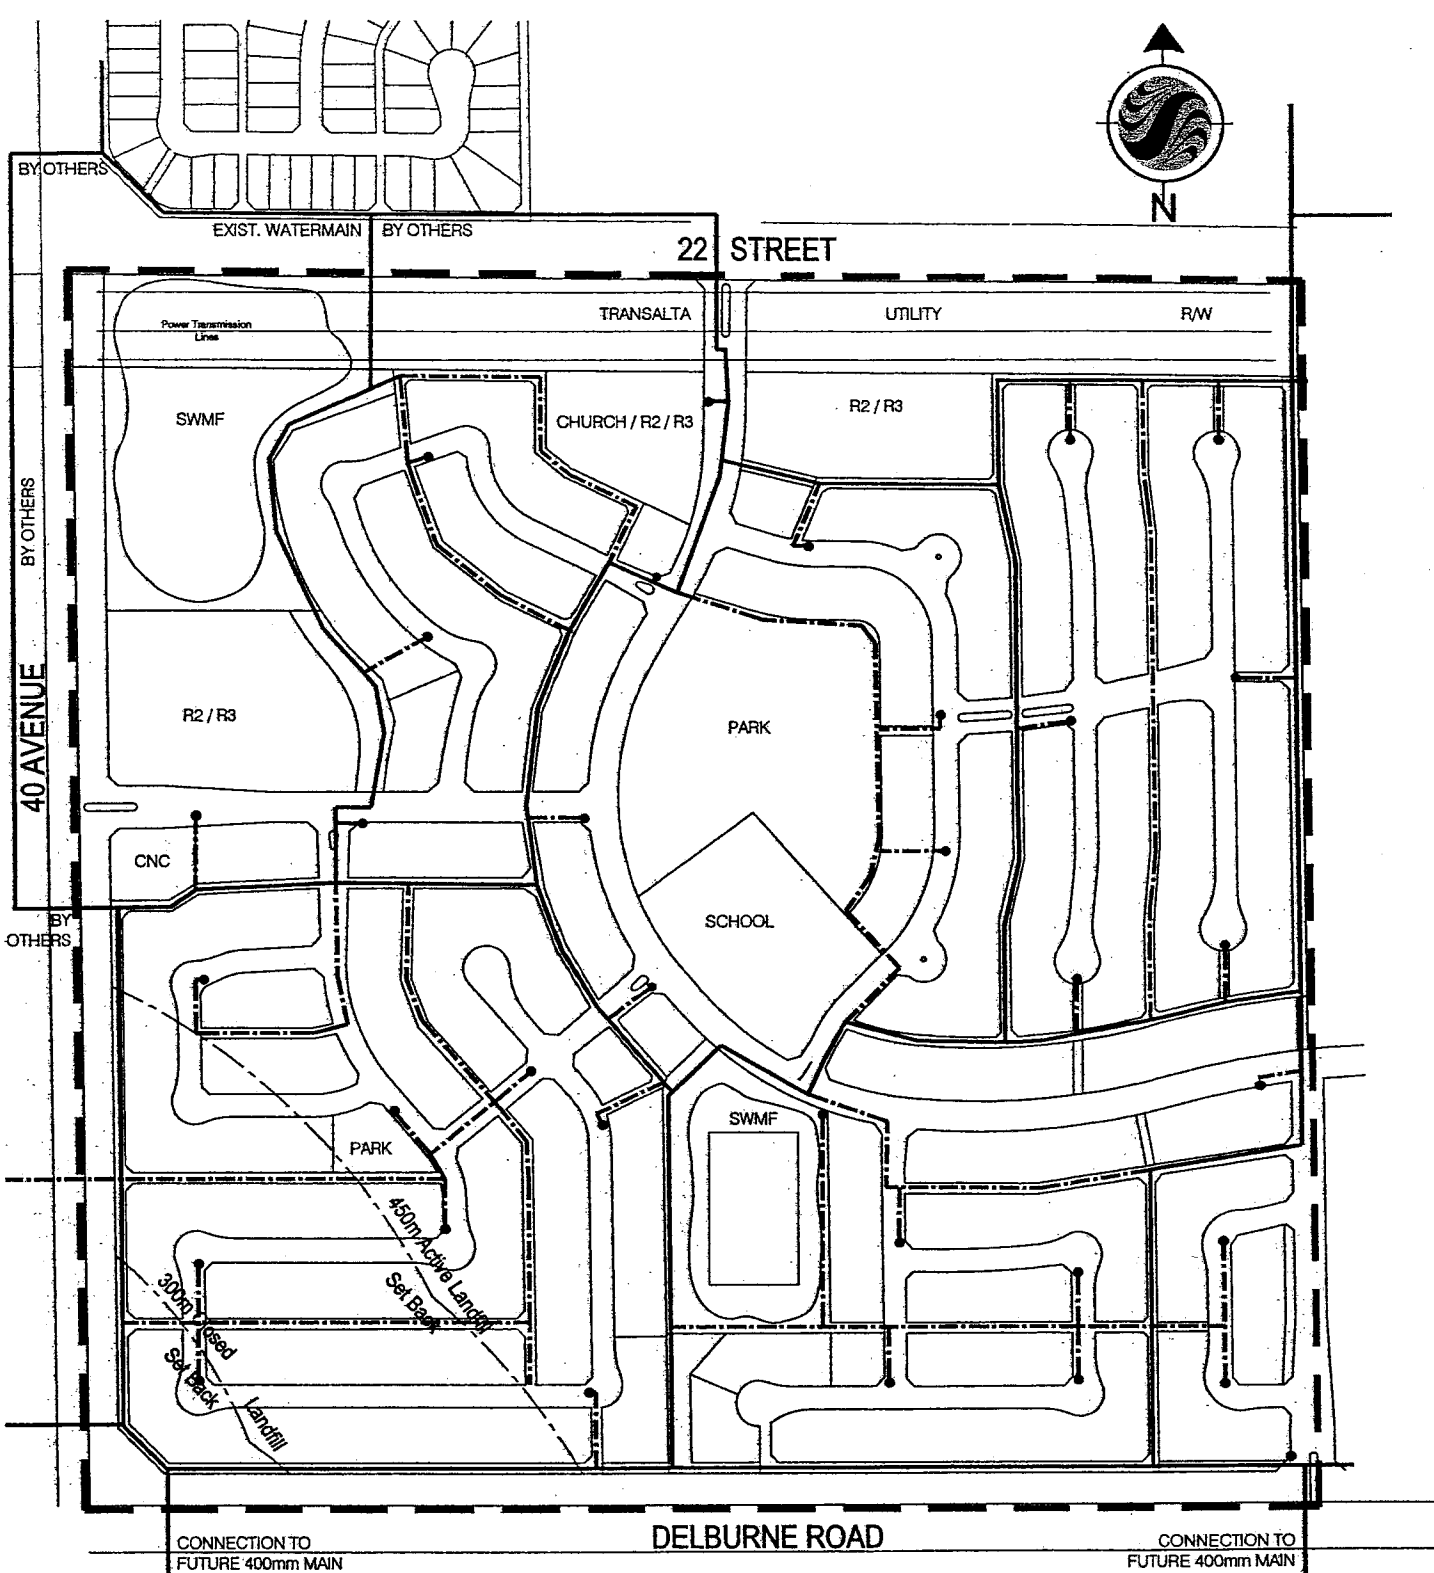 BY OTHERS
EXIST. WATERMAIN
BY OTHERS
N
22 STREET
TRANSALTA
UTILITY
R/W
Power Transmission
Lines
SWMF
CHURCH / R2 / R3
R2 / R3
BY OTHERS
40 AVENUE
R2 / R3
PARK
CNC
SCHOOL
BY
OTHERS
SWMF
PARK
450m Active Landfill
Set Back
300m
osed
Landfill
Set Back
DELBURNE ROAD
CONNECTION TO
FUTURE 400mm MAIN
CONNECTION TO
FUTURE 400mm MAIN